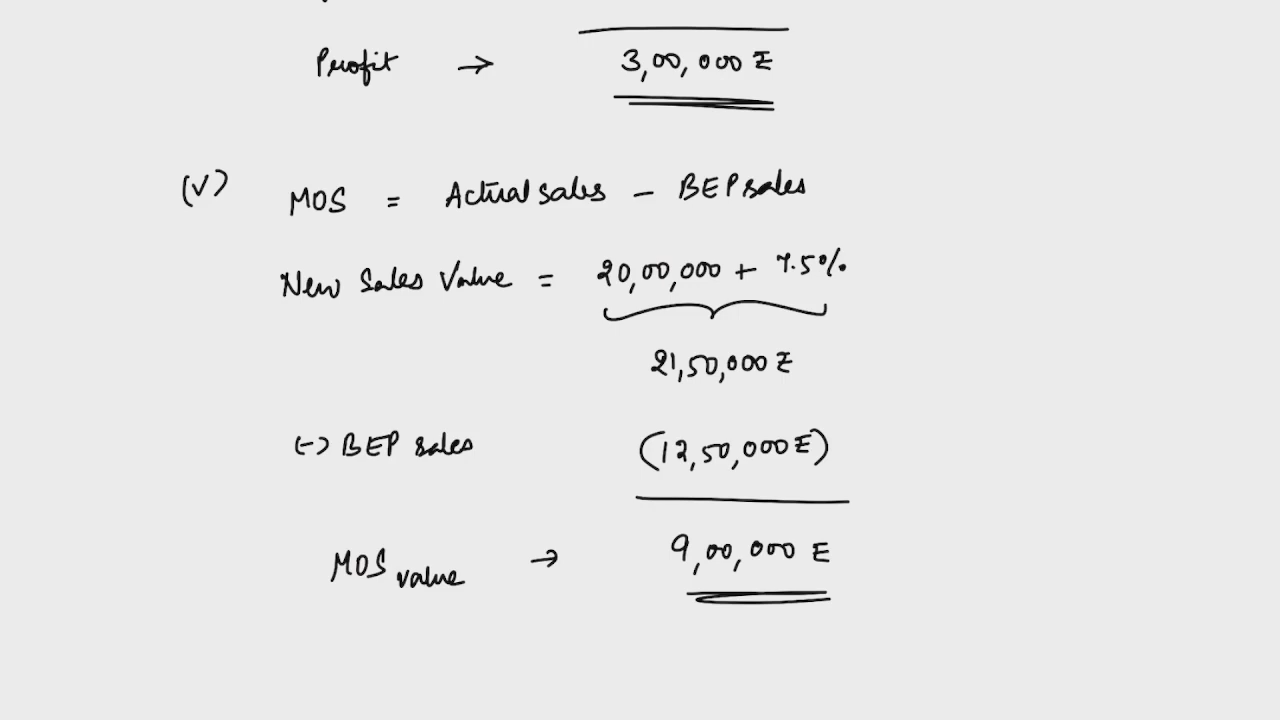 Profit → 3,00,000 ₹
(V) MOS = Actual sales - BEP sales
New Sales Value = 20,00,000 + 7.5%
21,50,000 ₹
(-) BEP sales (12,50,000 ₹)
MOS value → 9,00,000 ₹